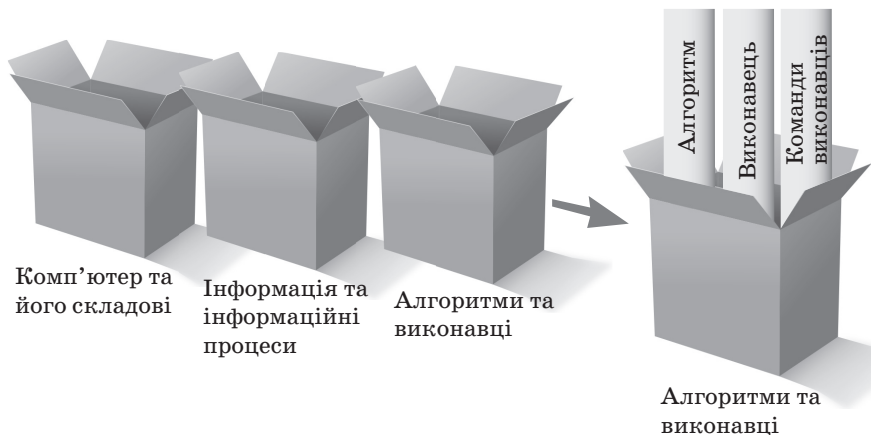 Комп’ютер та
його складові
Інформація та
інформаційні
процеси
Алгоритми та
виконавці
Алгоритм
Виконавець
Команди
виконавців
Алгоритми та
виконавці